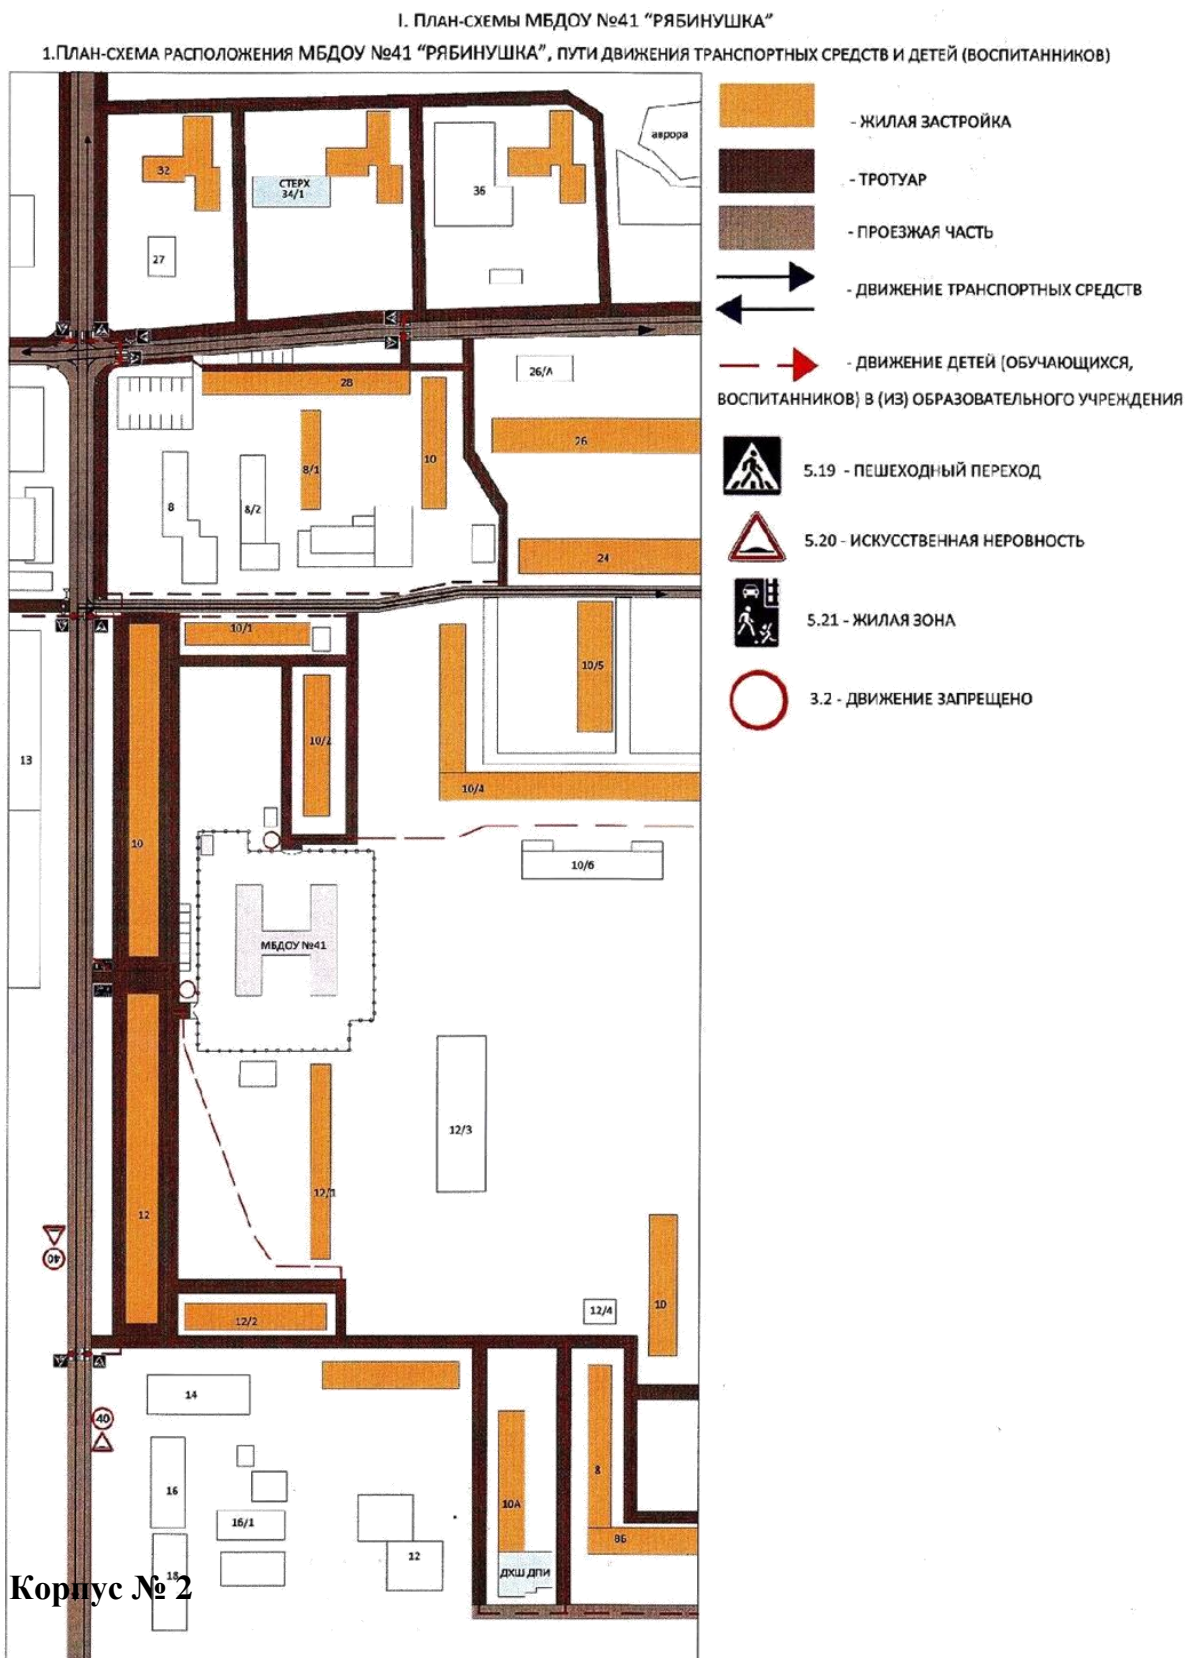 I. ПЛАН-СХЕМЫ МБДОУ №41 "РЯБИНУШКА"
1.ПЛАН-СХЕМА РАСПОЛОЖЕНИЯ МБДОУ №41 "РЯБИНУШКА", ПУТИ ДВИЖЕНИЯ ТРАНСПОРТНЫХ СРЕДСТВ И ДЕТЕЙ (ВОСПИТАННИКОВ)
- ЖИЛАЯ ЗАСТРОЙКА
- ТРОТУАР
- ПРОЕЗЖАЯ ЧАСТЬ
- ДВИЖЕНИЕ ТРАНСПОРТНЫХ СРЕДСТВ
- ДВИЖЕНИЕ ДЕТЕЙ (ОБУЧАЮЩИХСЯ,
ВОСПИТАННИКОВ) В (ИЗ) ОБРАЗОВАТЕЛЬНОГО УЧРЕЖДЕНИЯ
5.19 - ПЕШЕХОДНЫЙ ПЕРЕХОД
5.20 - ИСКУССТВЕННАЯ НЕРОВНОСТЬ
5.21 - ЖИЛАЯ ЗОНА
3.2 - ДВИЖЕНИЕ ЗАПРЕЩЕНО
аврора
32
СТЕРХ
34/1
36
27
26/А
28
26
8/1
10
8
8/2
24
10/1
10/5
10/2
13
10/4
10
10/6
МБДОУ №41
12/3
12/1
12
40
12/4
10
12/2
14
40
16
8
10А
16/1
8Б
12
ДХШ ДПИ
18
Корпус № 2